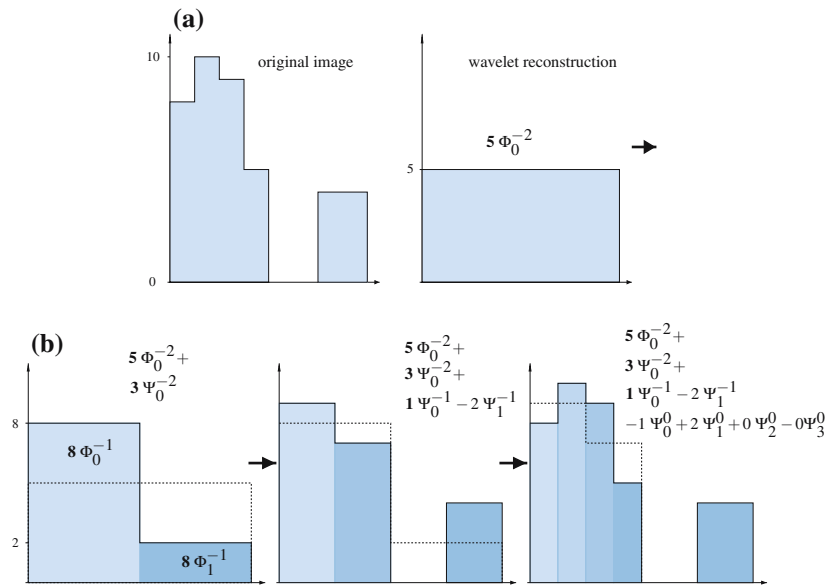 (a)
10
original image
0
wavelet reconstruction
5 Φ₀⁻²
5
(b)
5 Φ₀⁻² +
3 Ψ₀⁻²
8
8 Φ₀⁻¹
2
8 Φ₁⁻¹
5 Φ₀⁻² +
3 Ψ₀⁻² +
1 Ψ₀⁻¹ − 2 Ψ₁⁻¹
5 Φ₀⁻² +
3 Ψ₀⁻² +
1 Ψ₀⁻¹ − 2 Ψ₁⁻¹
−1 Ψ₀⁰ + 2 Ψ₁⁰ + 0 Ψ₂⁰ − 0Ψ₃⁰